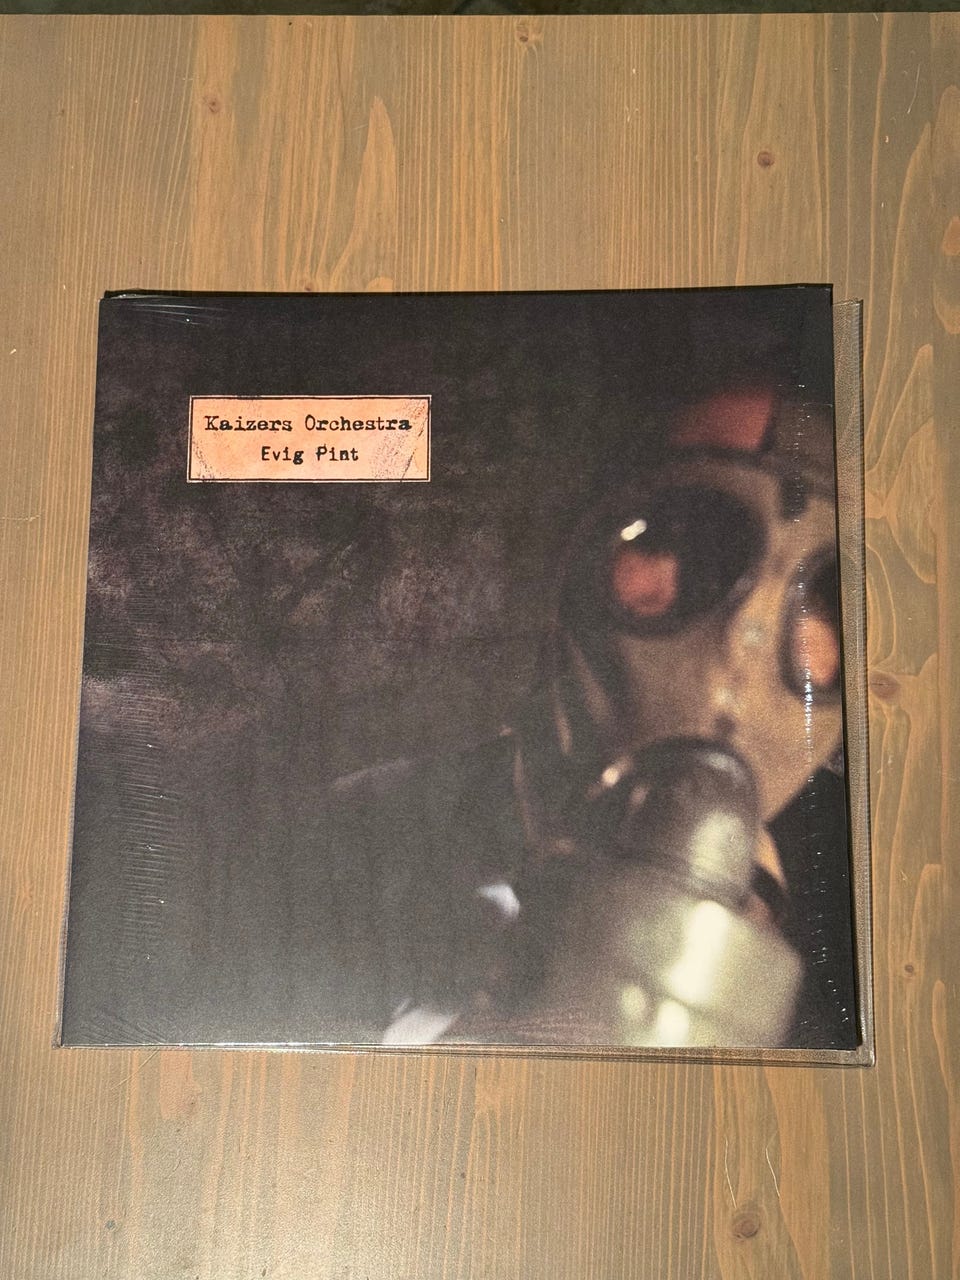 Kaizers Orchestra
Evig Pint